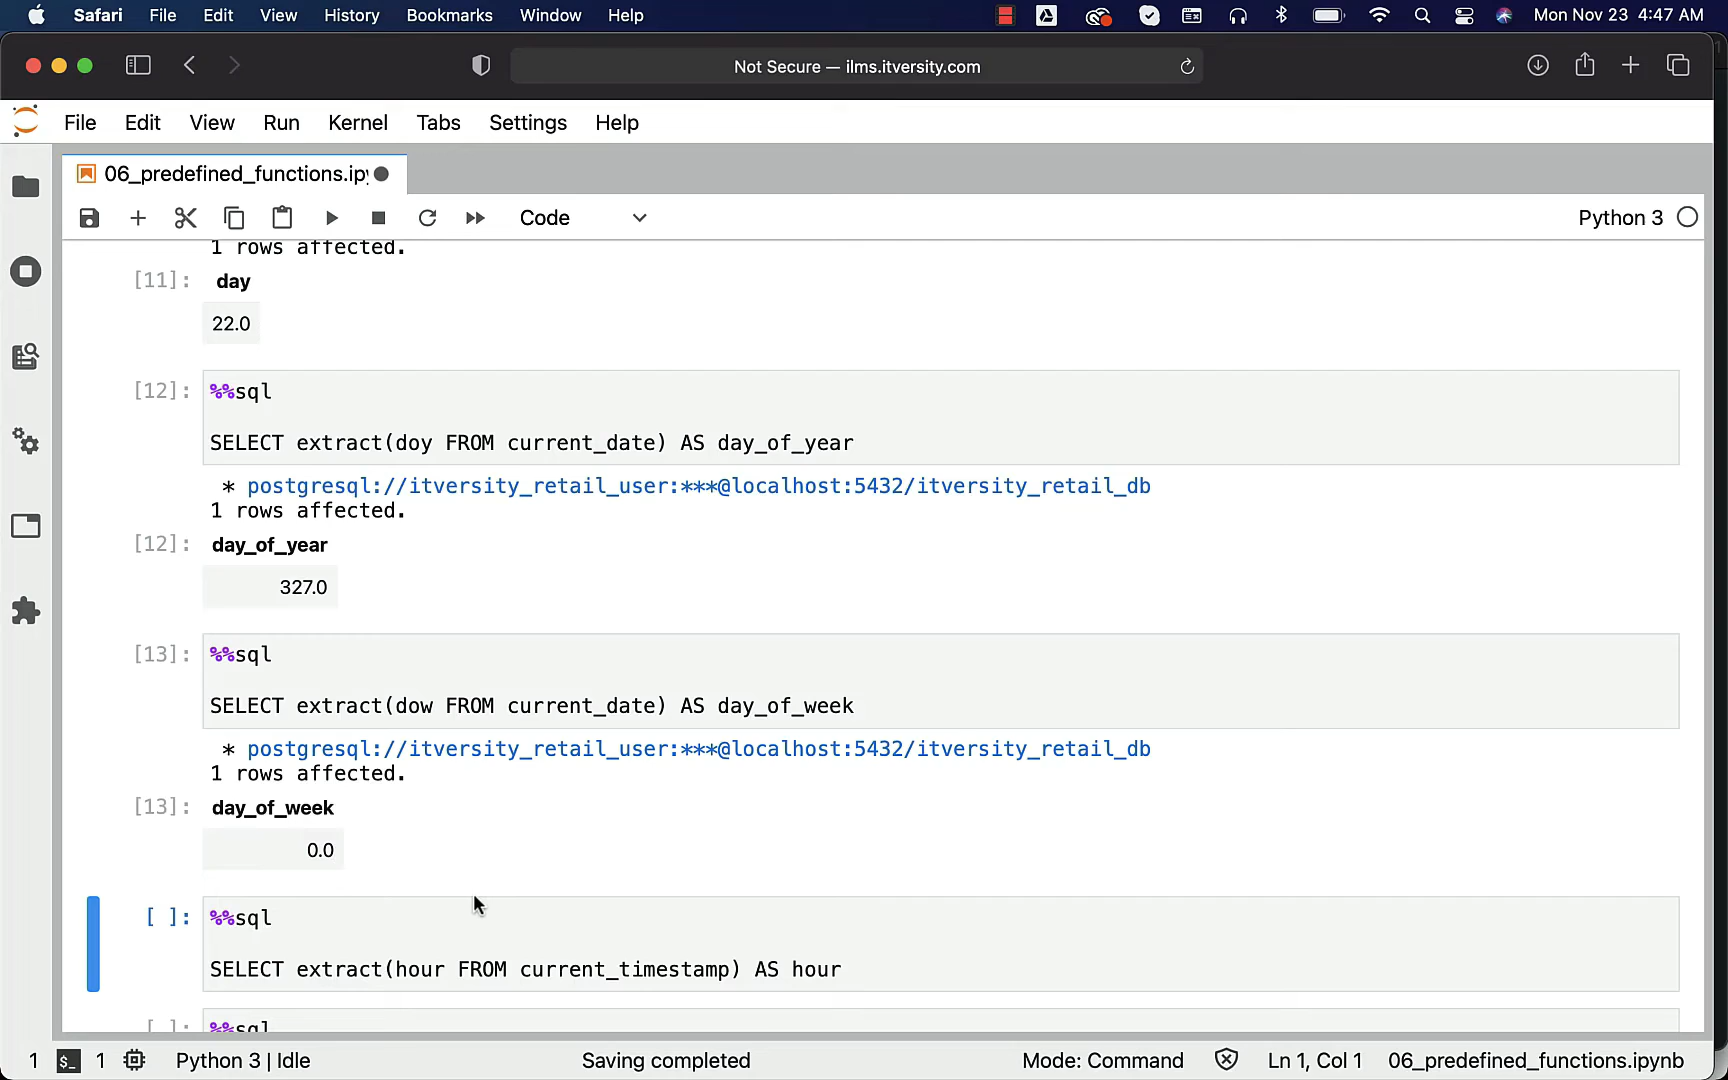 Safari File Edit View History Bookmarks Window Help Mon Nov 23 4:47 AM
Not Secure — ilms.itversity.com
File Edit View Run Kernel Tabs Settings Help
06_predefined_functions.ipy
Code Python 3
1 rows affected.
[11]: day
22.0
[12]: %%sql
SELECT extract(doy FROM current_date) AS day_of_year
* postgresql://itversity_retail_user:***@localhost:5432/itversity_retail_db
1 rows affected.
[12]: day_of_year
327.0
[13]: %%sql
SELECT extract(dow FROM current_date) AS day_of_week
* postgresql://itversity_retail_user:***@localhost:5432/itversity_retail_db
1 rows affected.
[13]: day_of_week
0.0
[ ]: %%sql
SELECT extract(hour FROM current_timestamp) AS hour
[ ]: %%sql
1 $_ 1 Python 3 | Idle Saving completed Mode: Command Ln 1, Col 1 06_predefined_functions.ipynb